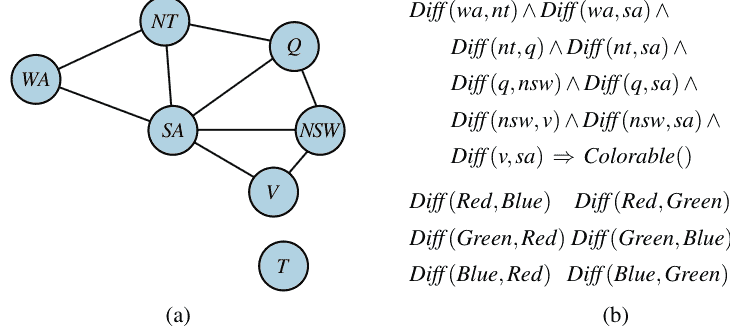 NT
Q
WA
SA
NSW
V
T
(a)
Diff(wa,nt) ∧ Diff(wa,sa) ∧
Diff(nt,q) ∧ Diff(nt,sa) ∧
Diff(q,nsw) ∧ Diff(q,sa) ∧
Diff(nsw,v) ∧ Diff(nsw,sa) ∧
Diff(v,sa) ⇒ Colorable()
Diff(Red,Blue) Diff(Red,Green)
Diff(Green,Red) Diff(Green,Blue)
Diff(Blue,Red) Diff(Blue,Green)
(b)